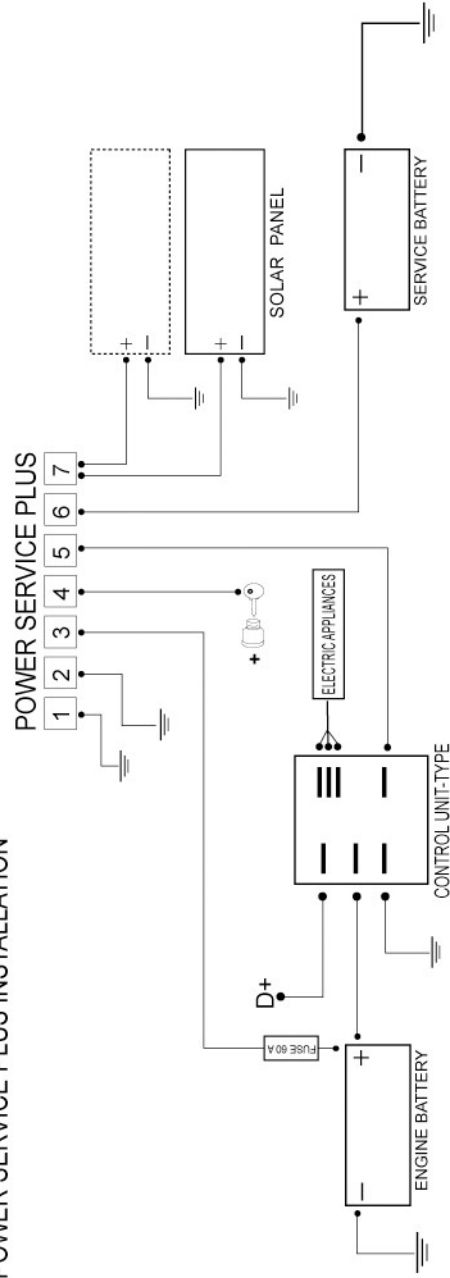 POWER SERVICE PLUS INSTALLATION
POWER SERVICE PLUS
1 2 3 4 5 6 7
+
−
+
−
SOLAR PANEL
+
ELECTRIC APPLIANCES
D+
FUSE 60 A
− +
ENGINE BATTERY
CONTROL UNIT-TYPE
+ −
SERVICE BATTERY